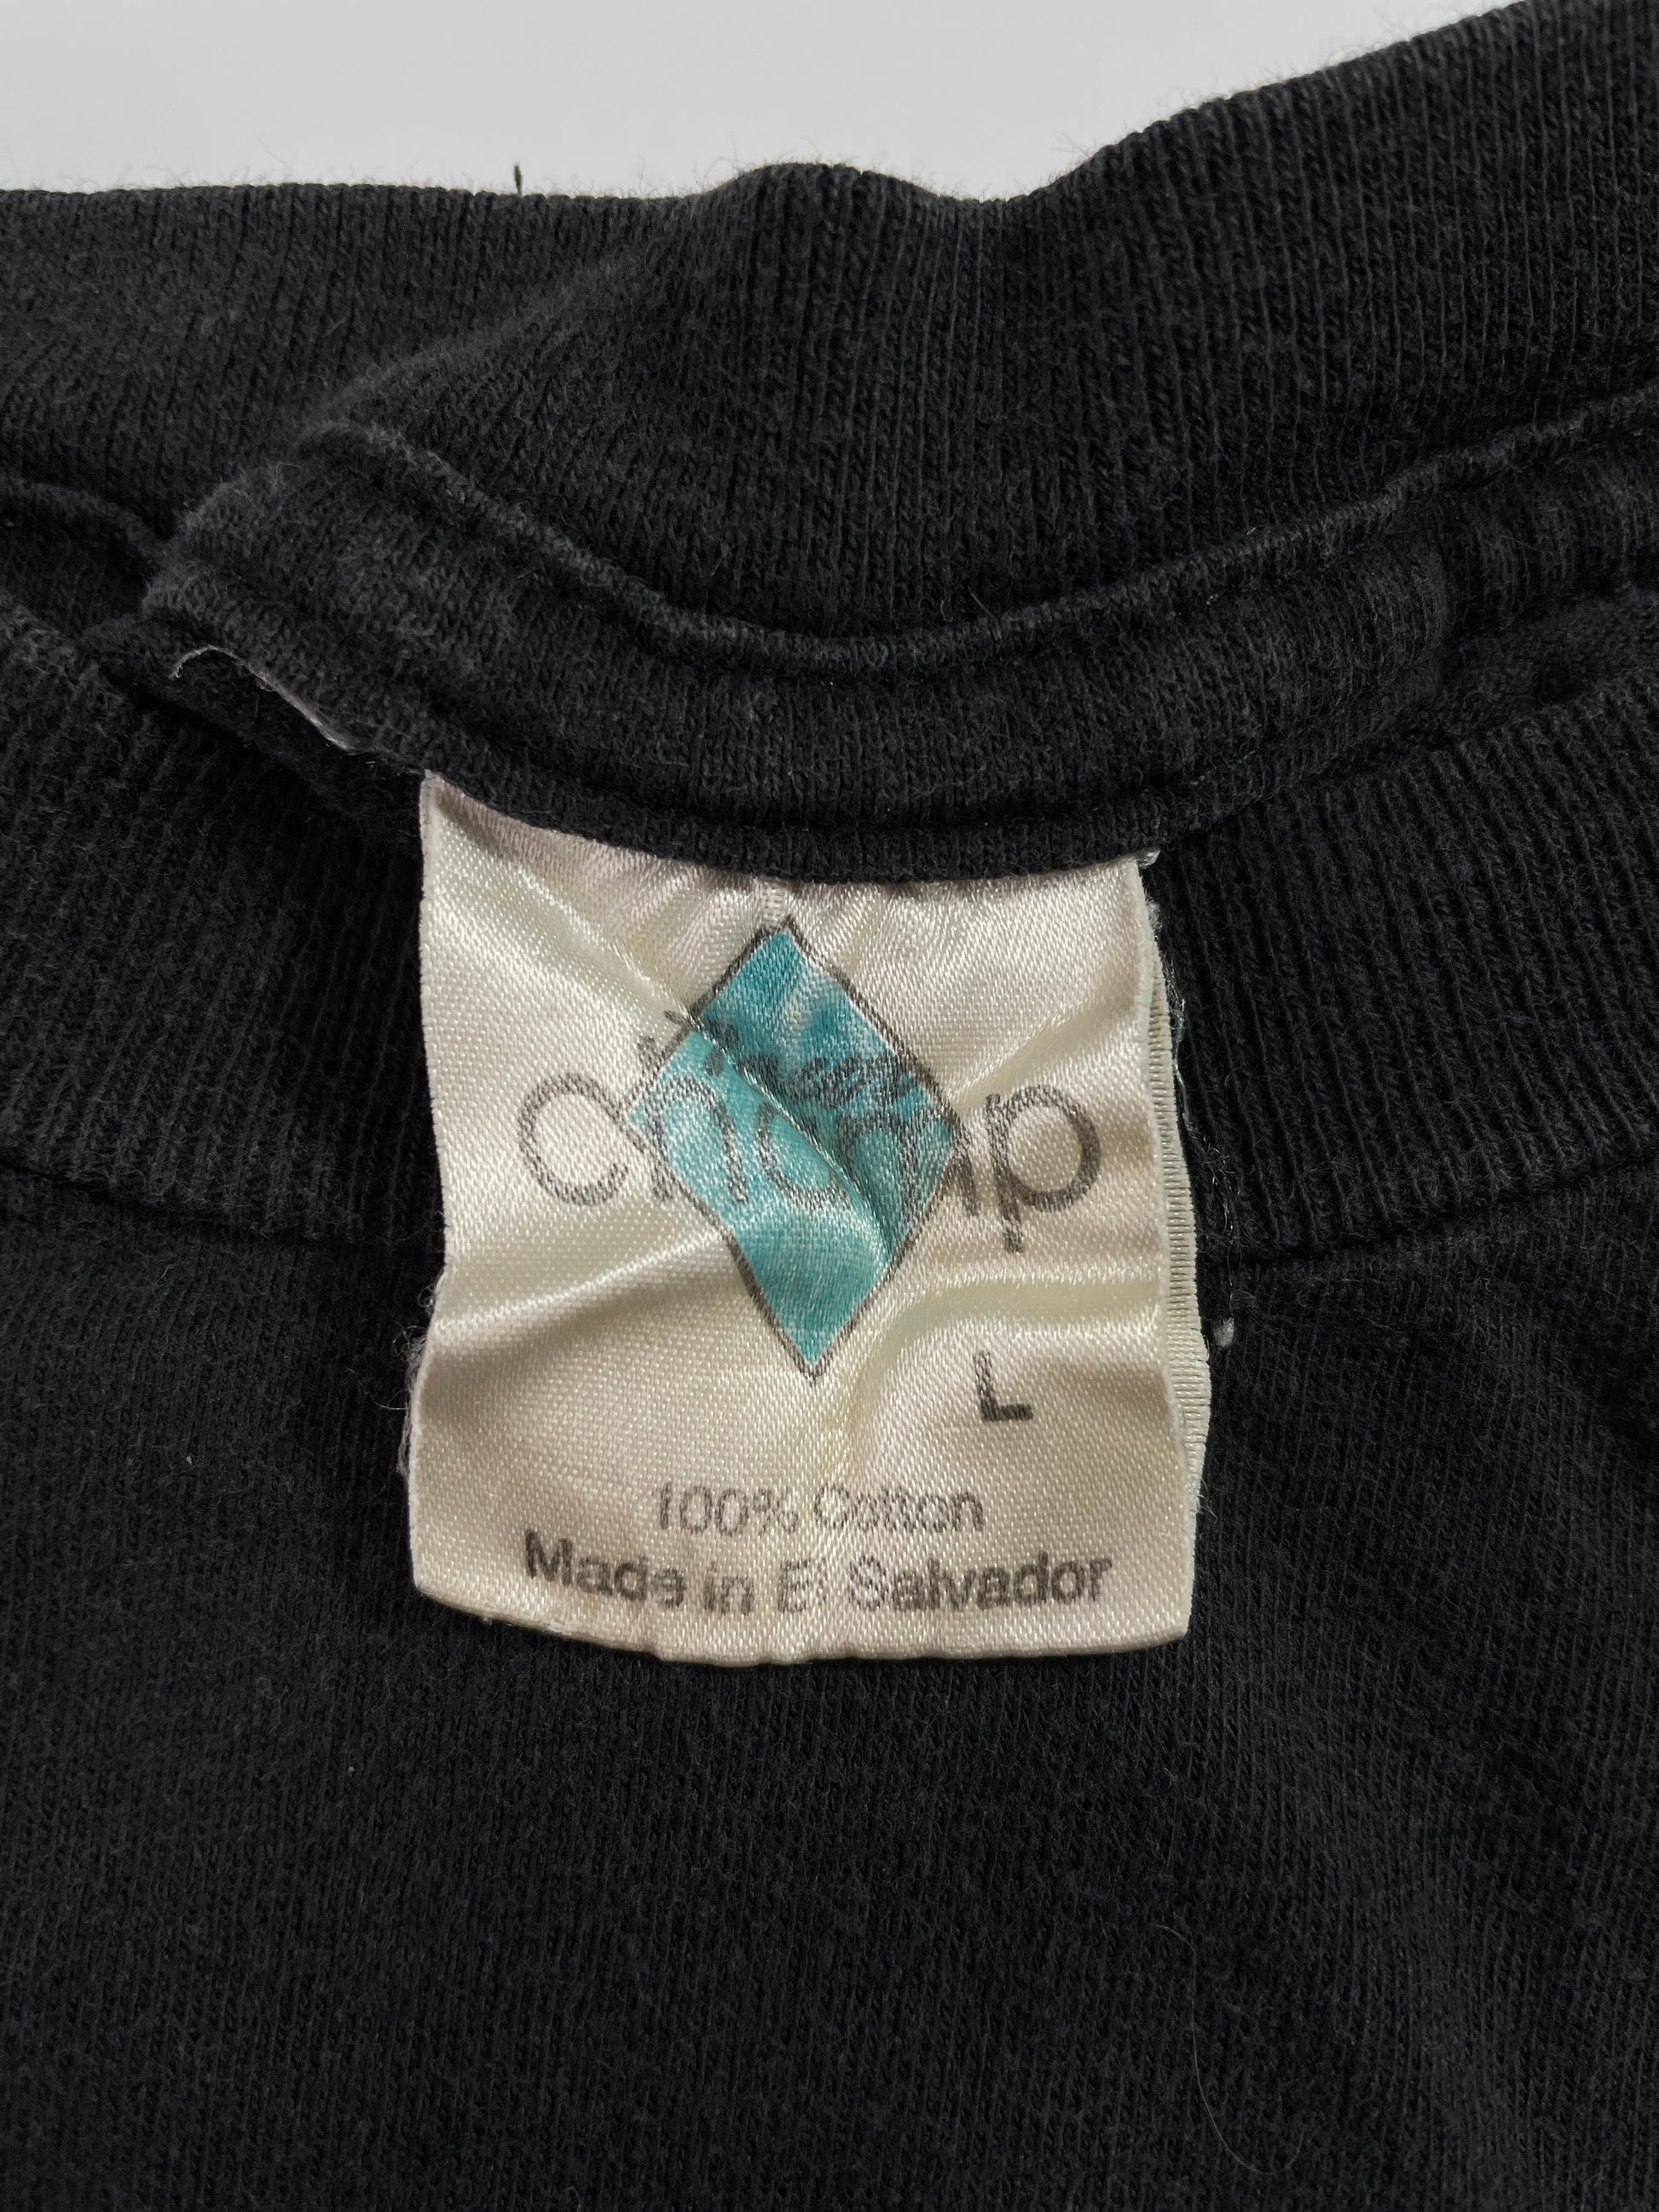 champ
L
100% Cotton
Made in El Salvador